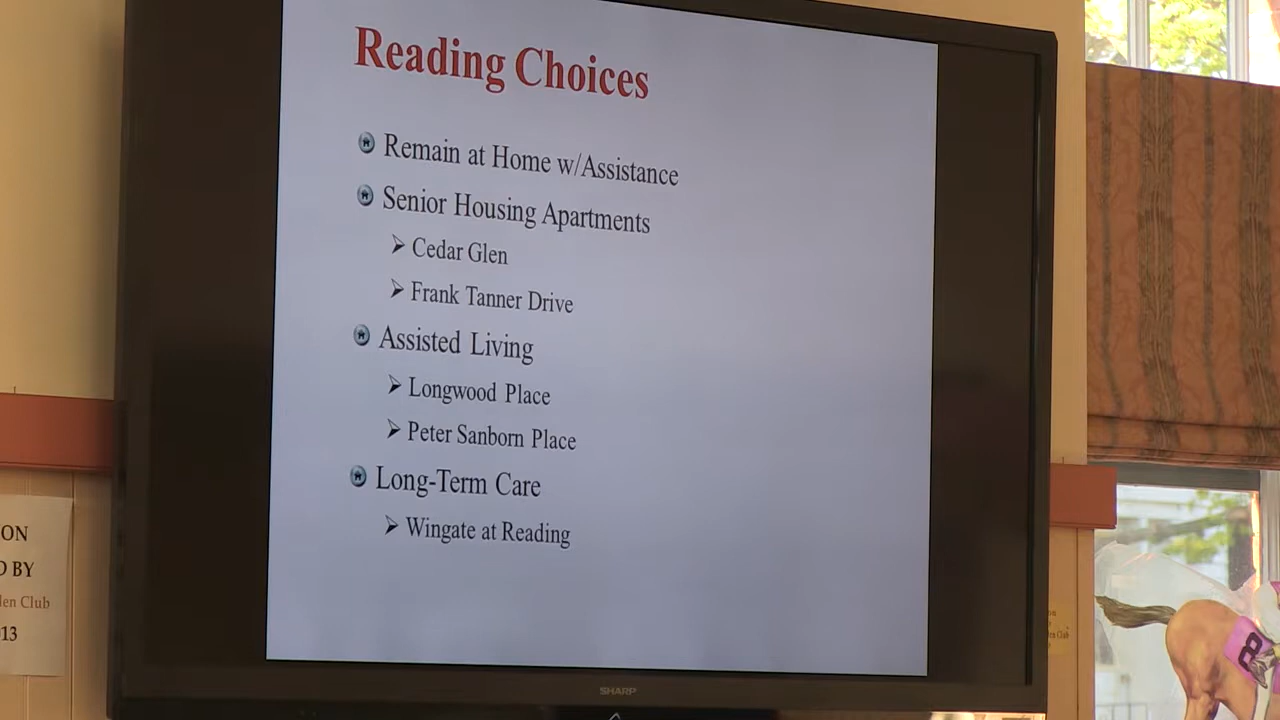 Reading Choices
Remain at Home w/Assistance
Senior Housing Apartments
Cedar Glen
Frank Tanner Drive
Assisted Living
Longwood Place
Peter Sanborn Place
Long-Term Care
Wingate at Reading
SHARP
ON
D BY
den Club
13
8